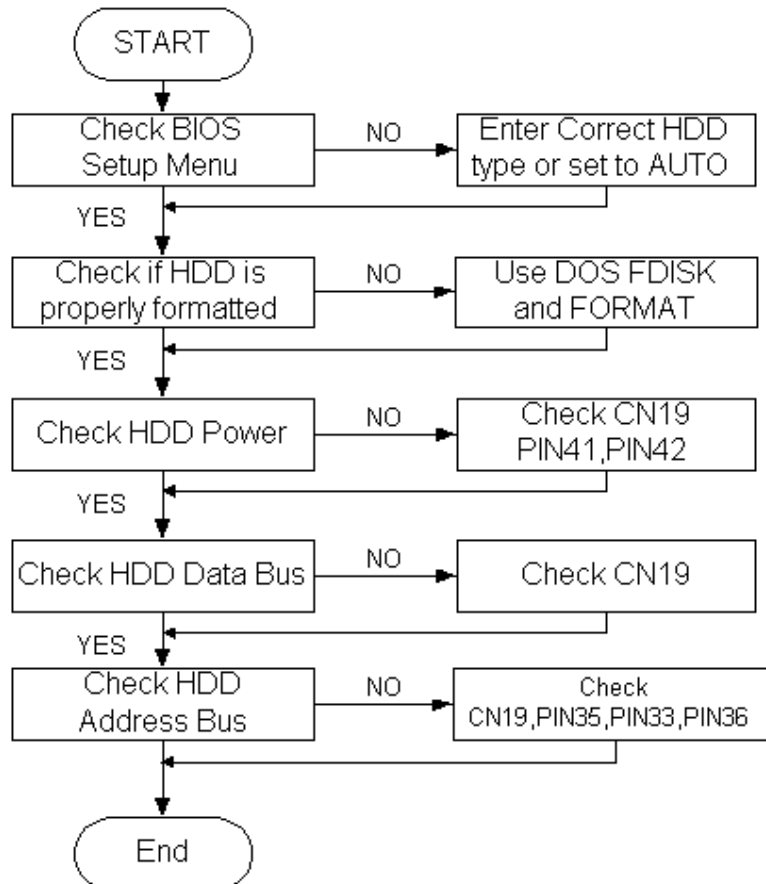 START
Check BIOS
Setup Menu
NO
Enter Correct HDD
type or set to AUTO
YES
Check if HDD is
properly formatted
NO
Use DOS FDISK
and FORMAT
YES
Check HDD Power
NO
Check CN19
PIN41,PIN42
YES
Check HDD Data Bus
NO
Check CN19
YES
Check HDD
Address Bus
NO
Check
CN19,PIN35,PIN33,PIN36
End